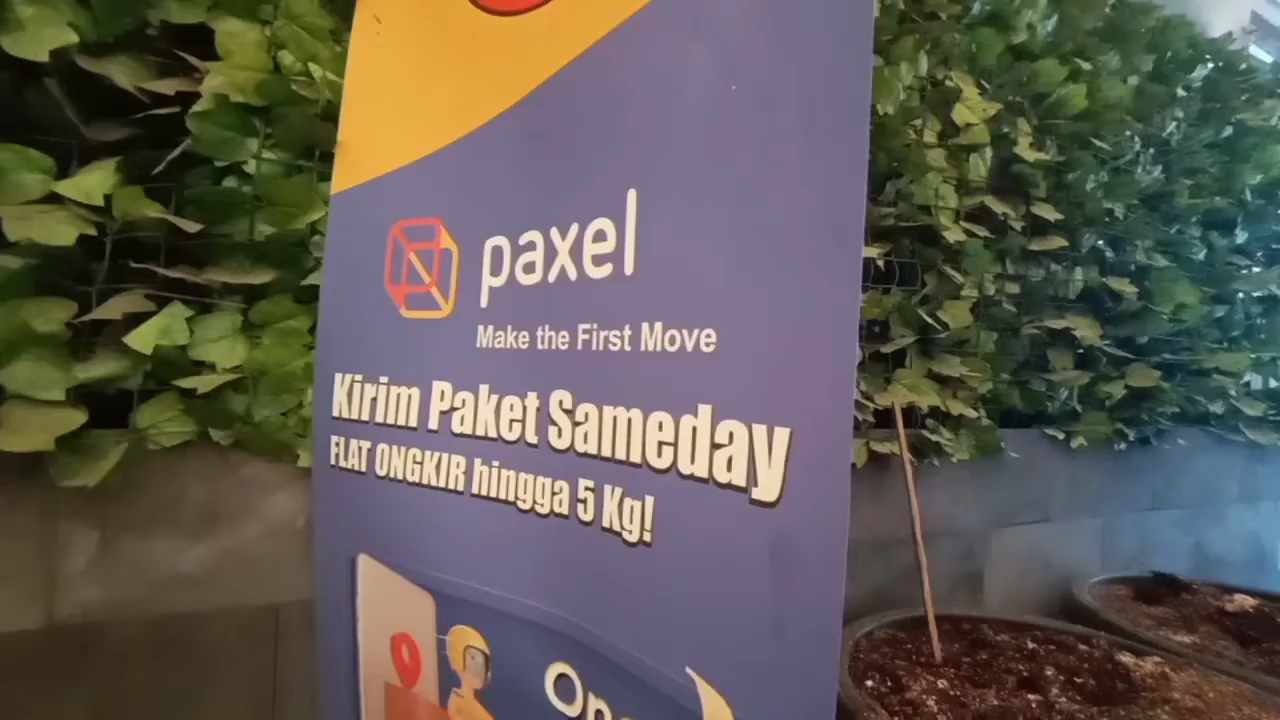 paxel
Make the First Move
Kirim Paket Sameday
FLAT ONGKIR hingga 5 Kg!